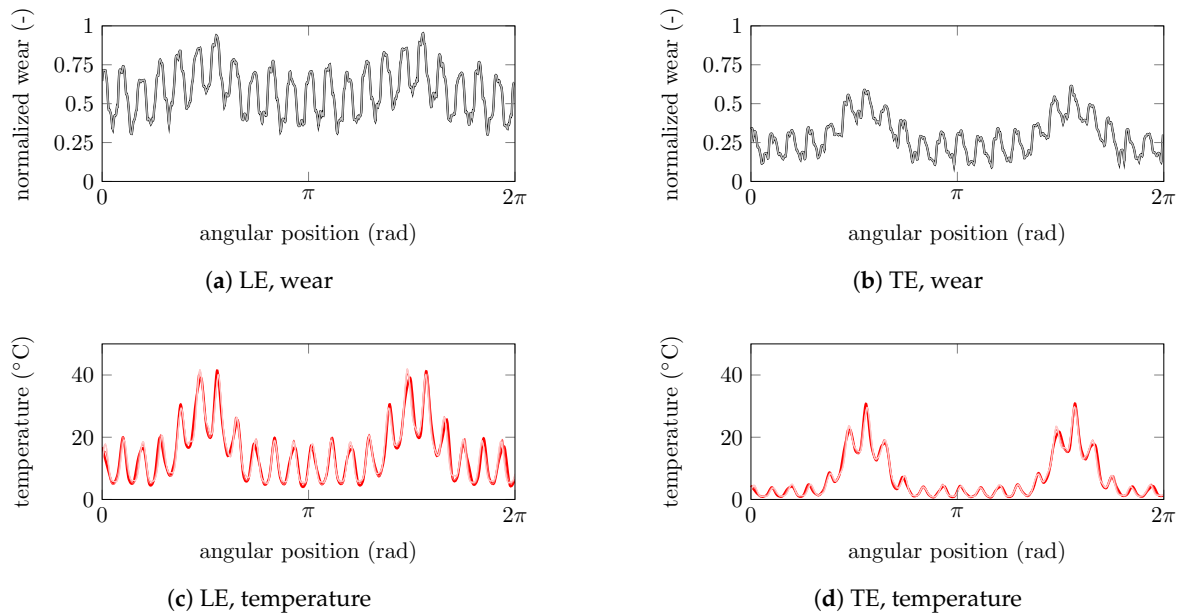 normalized wear (-)
1
0.75
0.5
0.25
0
0
π
2π
angular position (rad)
(a) LE, wear
normalized wear (-)
1
0.75
0.5
0.25
0
0
π
2π
angular position (rad)
(b) TE, wear
temperature (°C)
40
20
0
0
π
2π
angular position (rad)
(c) LE, temperature
temperature (°C)
40
20
0
0
π
2π
angular position (rad)
(d) TE, temperature